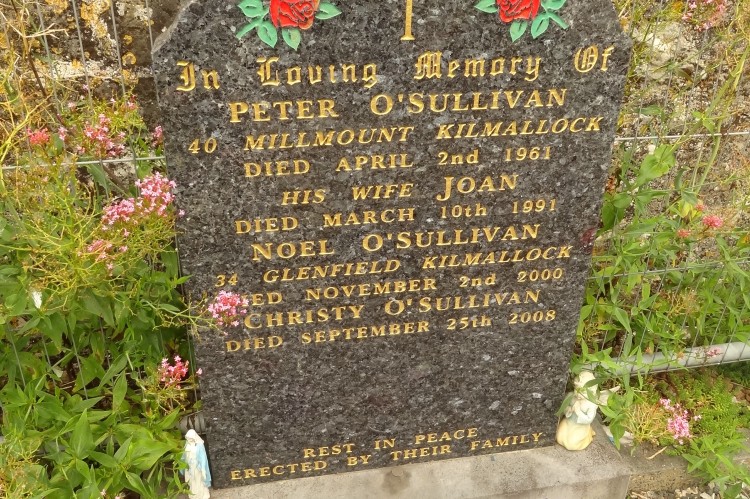 In Loving Memory Of
PETER O'SULLIVAN
40 MILLMOUNT KILMALLOCK
DIED APRIL 2nd 1961
HIS WIFE JOAN
DIED MARCH 10th 1991
NOEL O'SULLIVAN
34 GLENFIELD KILMALLOCK
DIED NOVEMBER 2nd 2000
CHRISTY O'SULLIVAN
DIED SEPTEMBER 25th 2008
REST IN PEACE
ERECTED BY THEIR FAMILY